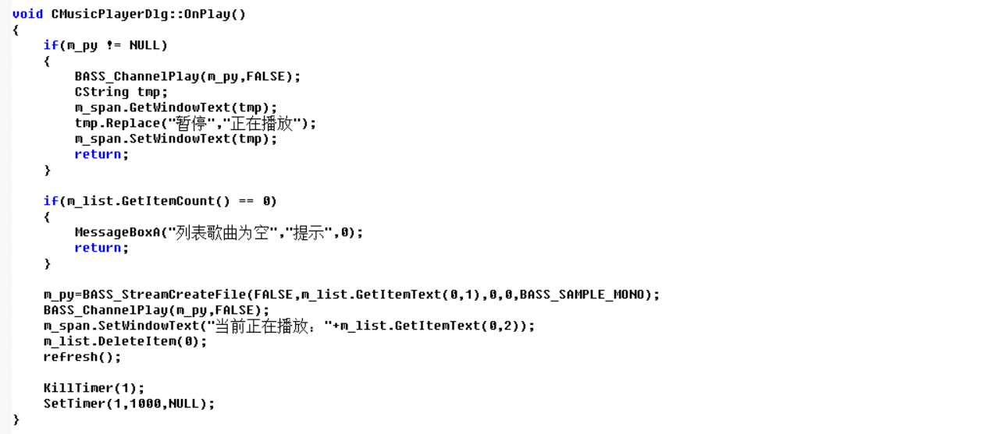 void CMusicPlayerDlg::OnPlay()
{
    if(m_py != NULL)
    {
        BASS_ChannelPlay(m_py,FALSE);
        CString tmp;
        m_span.GetWindowText(tmp);
        tmp.Replace("暂停","正在播放");
        m_span.SetWindowText(tmp);
        return;
    }

    if(m_list.GetItemCount() == 0)
    {
        MessageBoxA("列表歌曲为空","提示",0);
        return;
    }

    m_py=BASS_StreamCreateFile(FALSE,m_list.GetItemText(0,1),0,0,BASS_SAMPLE_MONO);
    BASS_ChannelPlay(m_py,FALSE);
    m_span.SetWindowText("当前正在播放："+m_list.GetItemText(0,2));
    m_list.DeleteItem(0);
    refresh();

    KillTimer(1);
    SetTimer(1,1000,NULL);
}